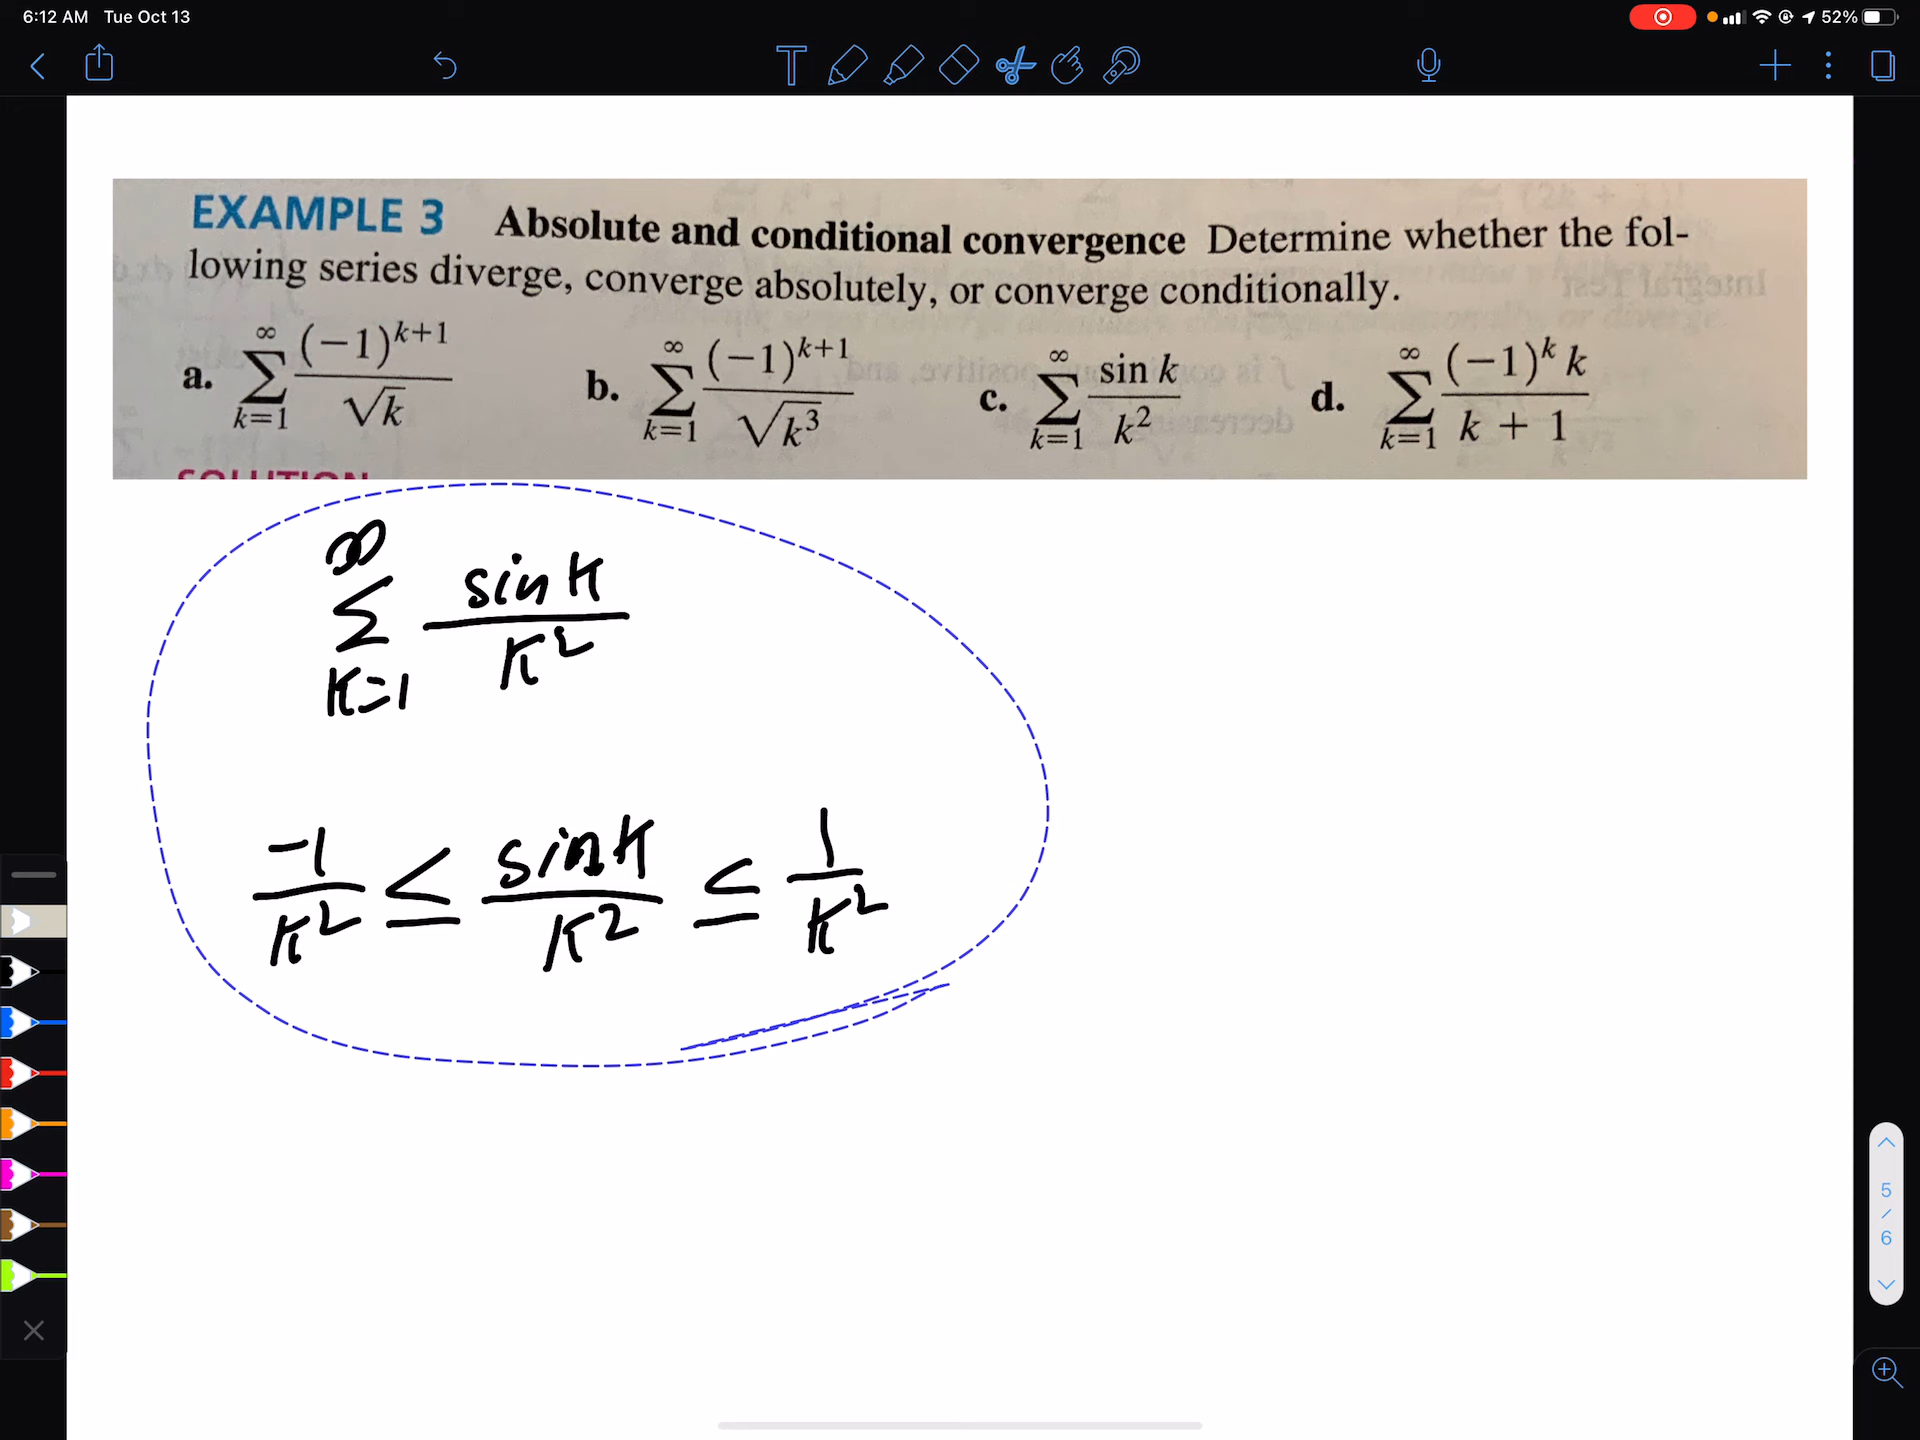 6:12 AM Tue Oct 13
52%
EXAMPLE 3 Absolute and conditional convergence Determine whether the fol-
lowing series diverge, converge absolutely, or converge conditionally.
a. ∑_{k=1}^{∞} (−1)^{k+1}/√k b. ∑_{k=1}^{∞} (−1)^{k+1}/√k³ c. ∑_{k=1}^{∞} sin k/k² d. ∑_{k=1}^{∞} (−1)^k k/(k + 1)
SOLUTION
∑_{K=1}^{∞} sin K/K²
-1/K² ≤ sin K/K² ≤ 1/K²
5
/
6